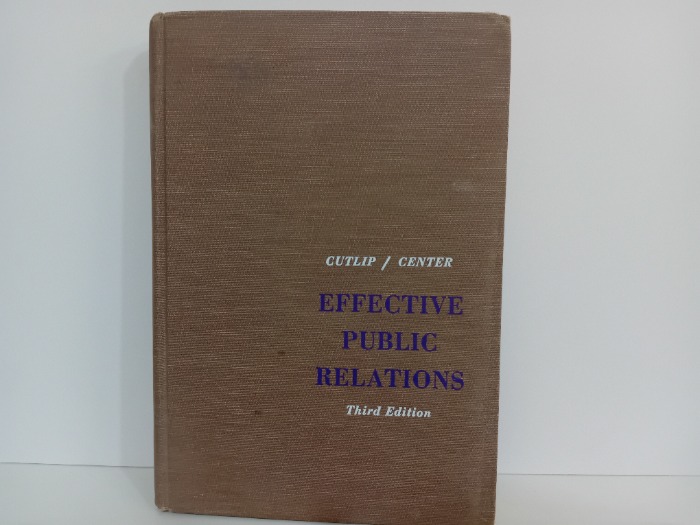 CUTLIP / CENTER
EFFECTIVE
PUBLIC
RELATIONS
Third Edition